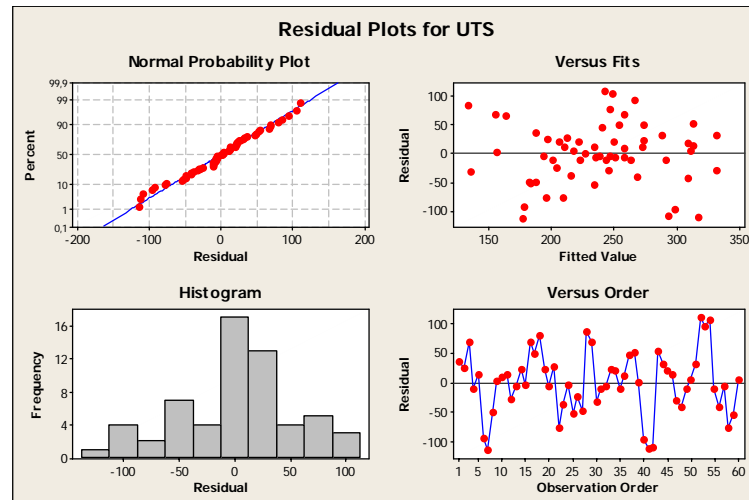 Residual Plots for UTS
Normal Probability Plot
99,9
99
90
50
10
1
0,1
Percent
-200 -100 0 100 200
Residual
Versus Fits
100
50
0
-50
-100
Residual
150 200 250 300 350
Fitted Value
Histogram
16
12
8
4
0
Frequency
-100 -50 0 50 100
Residual
Versus Order
100
50
0
-50
-100
Residual
1 5 10 15 20 25 30 35 40 45 50 55 60
Observation Order